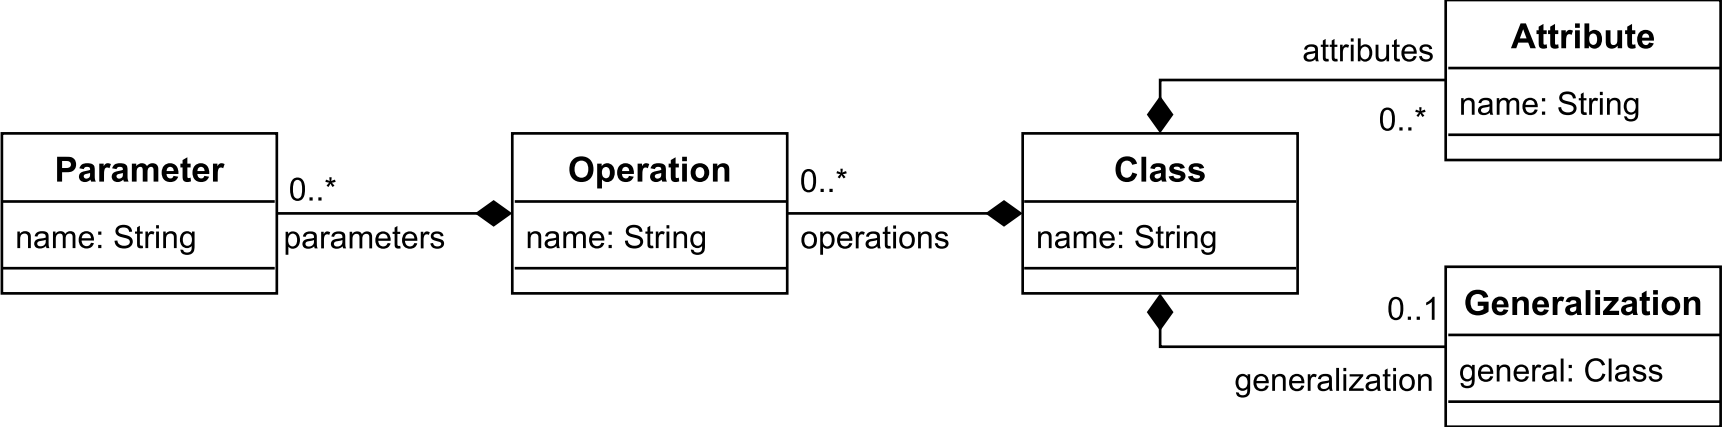 Parameter
name: String
0..*
parameters
Operation
name: String
0..*
operations
Class
name: String
attributes
0..*
Attribute
name: String
0..1
generalization
Generalization
general: Class